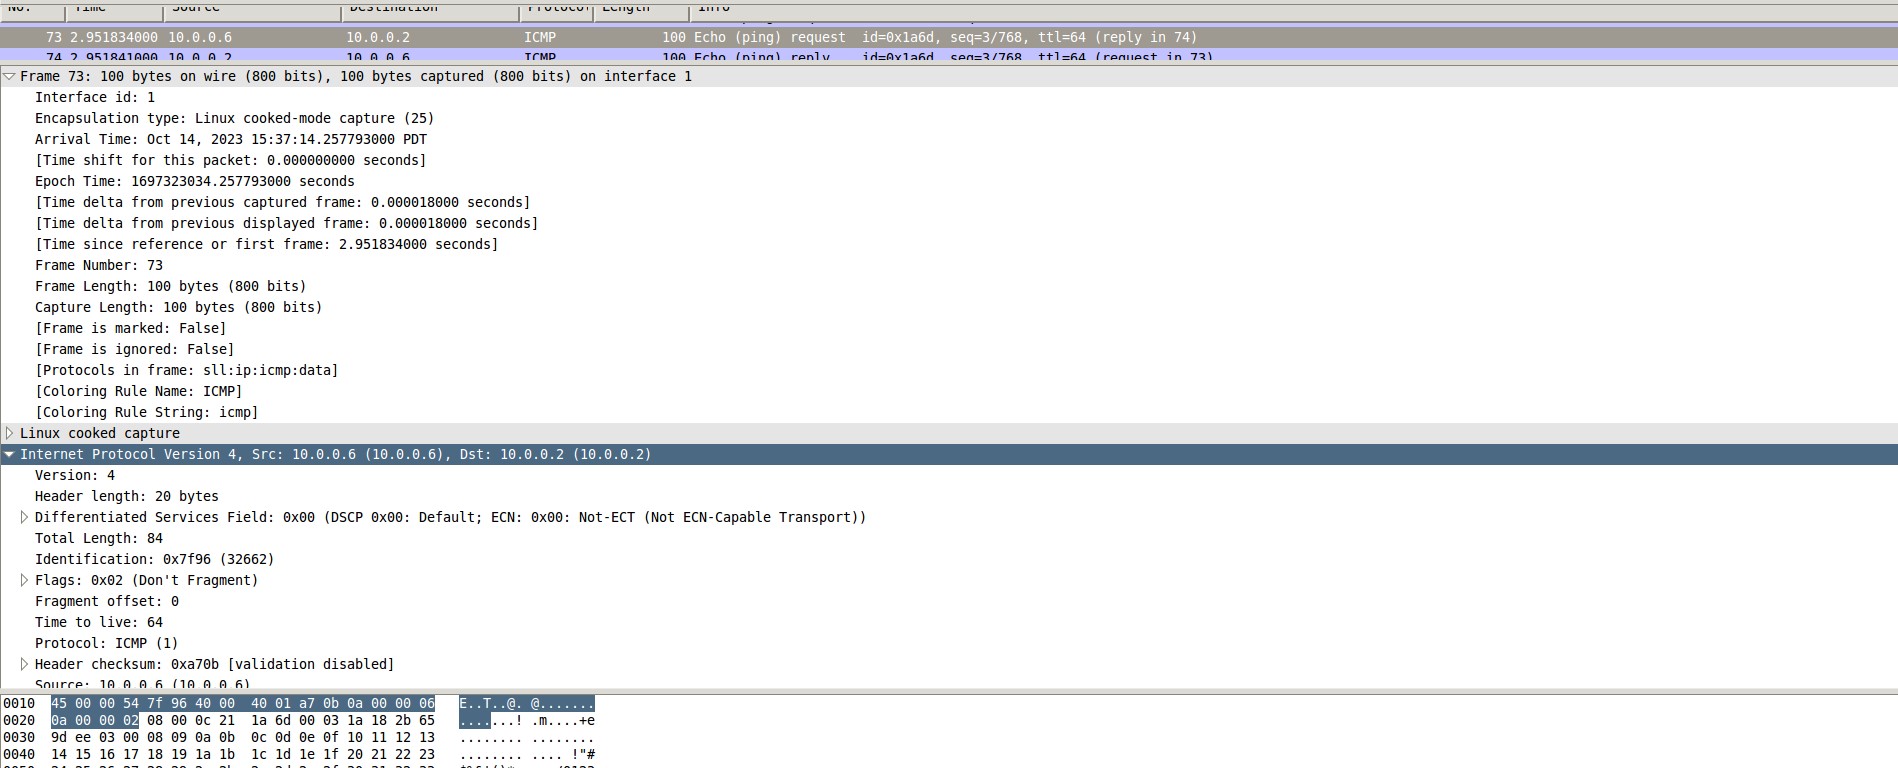 No. Time Source Destination Protocol Length Info
73 2.951834000 10.0.0.6 10.0.0.2 ICMP 100 Echo (ping) request id=0x1a6d, seq=3/768, ttl=64 (reply in 74)
74 2.951841000 10.0.0.2 10.0.0.6 ICMP 100 Echo (ping) reply id=0x1a6d, seq=3/768, ttl=64 (request in 73)
Frame 73: 100 bytes on wire (800 bits), 100 bytes captured (800 bits) on interface 1
Interface id: 1
Encapsulation type: Linux cooked-mode capture (25)
Arrival Time: Oct 14, 2023 15:37:14.257793000 PDT
[Time shift for this packet: 0.000000000 seconds]
Epoch Time: 1697323034.257793000 seconds
[Time delta from previous captured frame: 0.000018000 seconds]
[Time delta from previous displayed frame: 0.000018000 seconds]
[Time since reference or first frame: 2.951834000 seconds]
Frame Number: 73
Frame Length: 100 bytes (800 bits)
Capture Length: 100 bytes (800 bits)
[Frame is marked: False]
[Frame is ignored: False]
[Protocols in frame: sll:ip:icmp:data]
[Coloring Rule Name: ICMP]
[Coloring Rule String: icmp]
Linux cooked capture
Internet Protocol Version 4, Src: 10.0.0.6 (10.0.0.6), Dst: 10.0.0.2 (10.0.0.2)
Version: 4
Header length: 20 bytes
Differentiated Services Field: 0x00 (DSCP 0x00: Default; ECN: 0x00: Not-ECT (Not ECN-Capable Transport))
Total Length: 84
Identification: 0x7f96 (32662)
Flags: 0x02 (Don't Fragment)
Fragment offset: 0
Time to live: 64
Protocol: ICMP (1)
Header checksum: 0xa70b [validation disabled]
Source: 10.0.0.6 (10.0.0.6)
0010 45 00 00 54 7f 96 40 00 40 01 a7 0b 0a 00 00 06 E..T..@. @.......
0020 0a 00 00 02 08 00 0c 21 1a 6d 00 03 1a 18 2b 65 .......! .m....+e
0030 9d ee 03 00 08 09 0a 0b 0c 0d 0e 0f 10 11 12 13 ........ ........
0040 14 15 16 17 18 19 1a 1b 1c 1d 1e 1f 20 21 22 23 ........ .... !"#